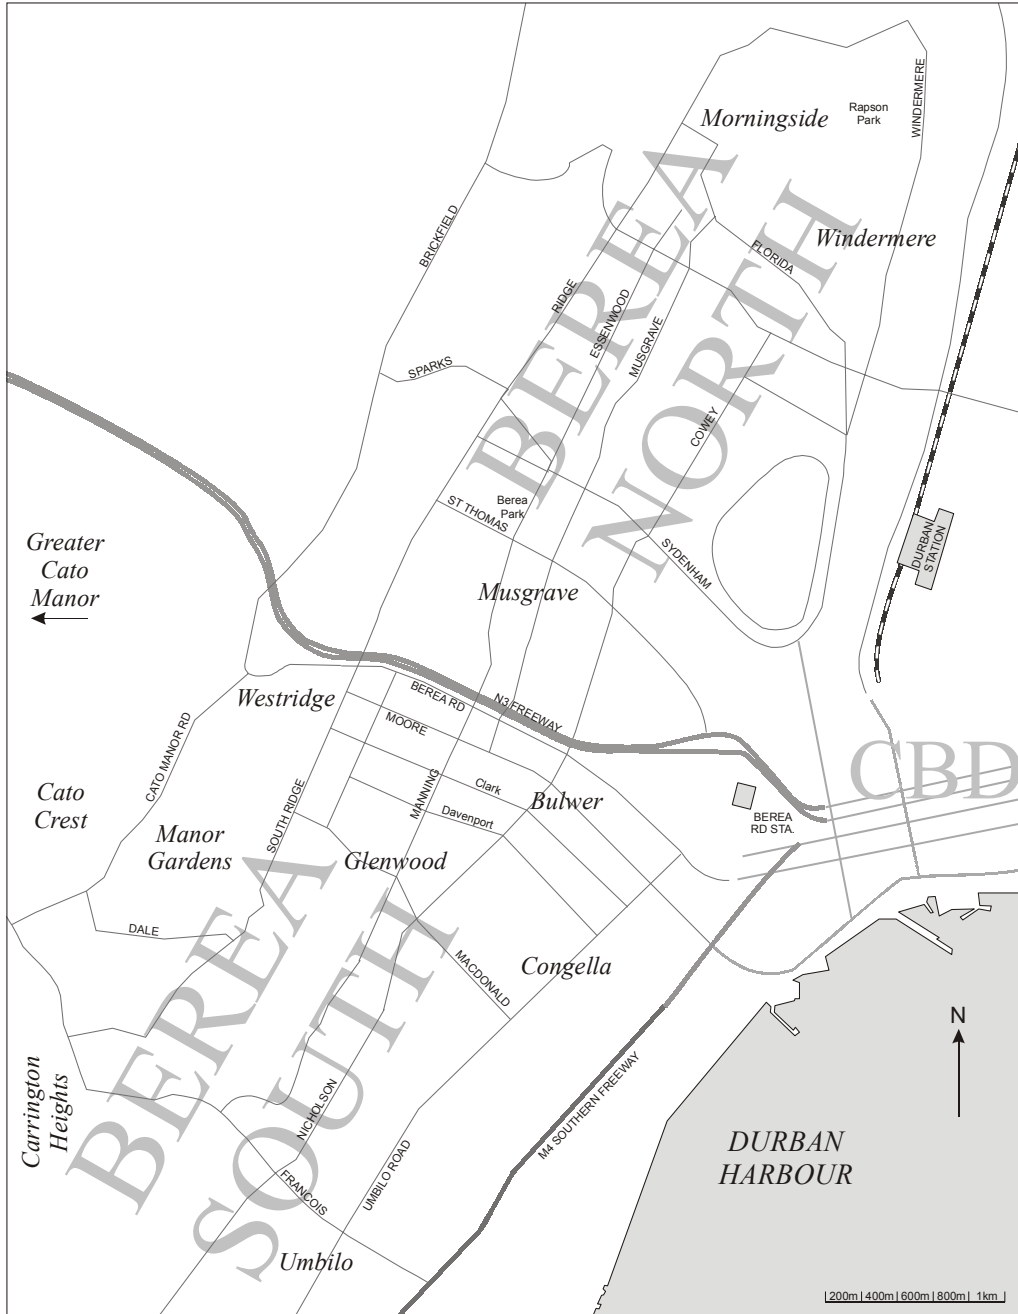 Morningside
Rapson
Park
WINDERMERE
BRICKFIELD
Windermere
FLORIDA
RIDGE
ESSENWOOD
MUSGRAVE
BEREA
NORTH
SPARKS
COWEY
Berea
Park
ST THOMAS
SYDENHAM
DURBAN
STATION
Greater
Cato
Manor
Musgrave
Westridge
BEREA RD
N3 FREEWAY
MOORE
CATO MANOR RD
CBD
Cato
Crest
SOUTH RIDGE
MANNING
Clark
Bulwer
Davenport
BEREA
RD STA.
Manor
Gardens
Glenwood
DALE
MACDONALD
Congella
BEREA
SOUTH
N
Carrington
Heights
NICHOLSON
M4 SOUTHERN FREEWAY
UMBILO ROAD
FRANCOIS
DURBAN
HARBOUR
Umbilo
200m 400m 600m 800m 1km